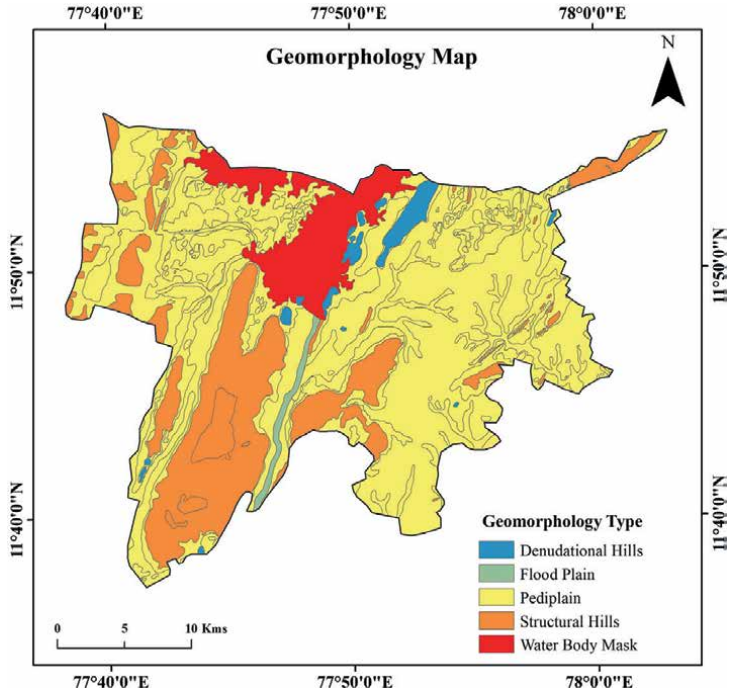 77°40'0"E 77°50'0"E 78°0'0"E
Geomorphology Map
N
11°50'0"N
11°50'0"N
11°40'0"N
11°40'0"N
Geomorphology Type
Denudational Hills
Flood Plain
Pediplain
Structural Hills
Water Body Mask
0 5 10 Kms
77°40'0"E 77°50'0"E 78°0'0"E